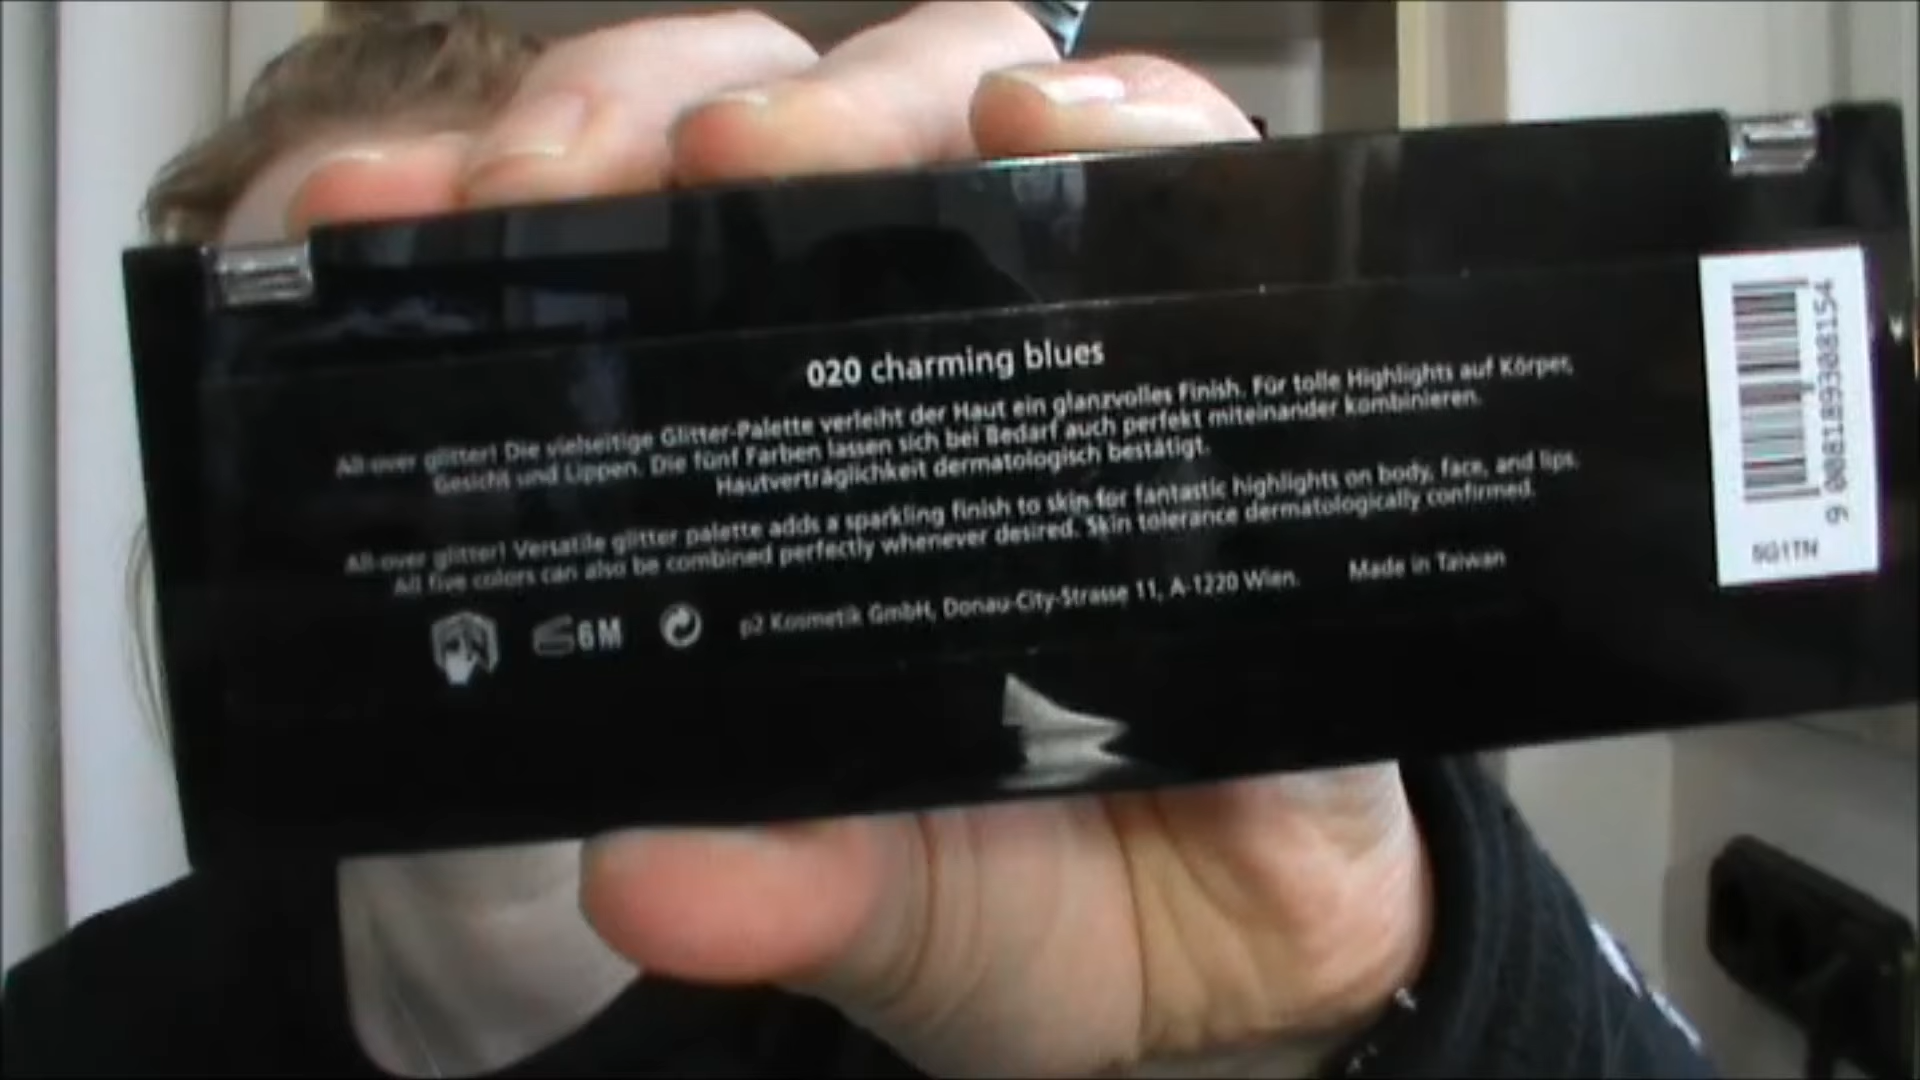 020 charming blues
All-over glitter! Die vielseitige Glitter-Palette verleiht der Haut ein glanzvolles Finish. Für tolle Highlights auf Körper,
Gesicht und Lippen. Die fünf Farben lassen sich bei Bedarf auch perfekt miteinander kombinieren.
Hautverträglichkeit dermatologisch bestätigt.
All-over glitter! Versatile glitter palette adds a sparkling finish to skin for fantastic highlights on body, face, and lips.
All five colors can also be combined perfectly whenever desired. Skin tolerance dermatologically confirmed.
6M
p2 Kosmetik GmbH, Donau-City-Strasse 11, A-1220 Wien.
Made in Taiwan
9 008189308154